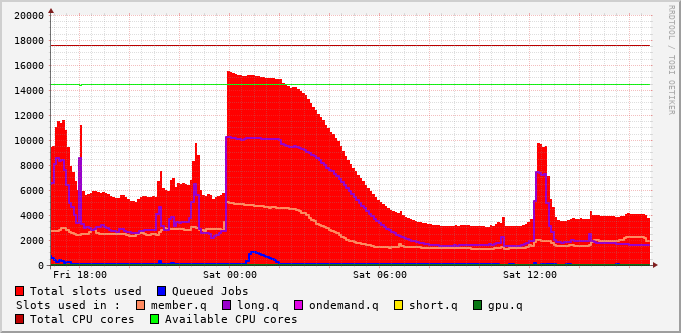 RRDTOOL / TOBI OETIKER
20000
18000
16000
14000
12000
10000
8000
6000
4000
2000
0
Fri 18:00 Sat 00:00 Sat 06:00 Sat 12:00
Total slots used Queued Jobs
Slots used in : member.q long.q ondemand.q short.q gpu.q
Total CPU cores Available CPU cores